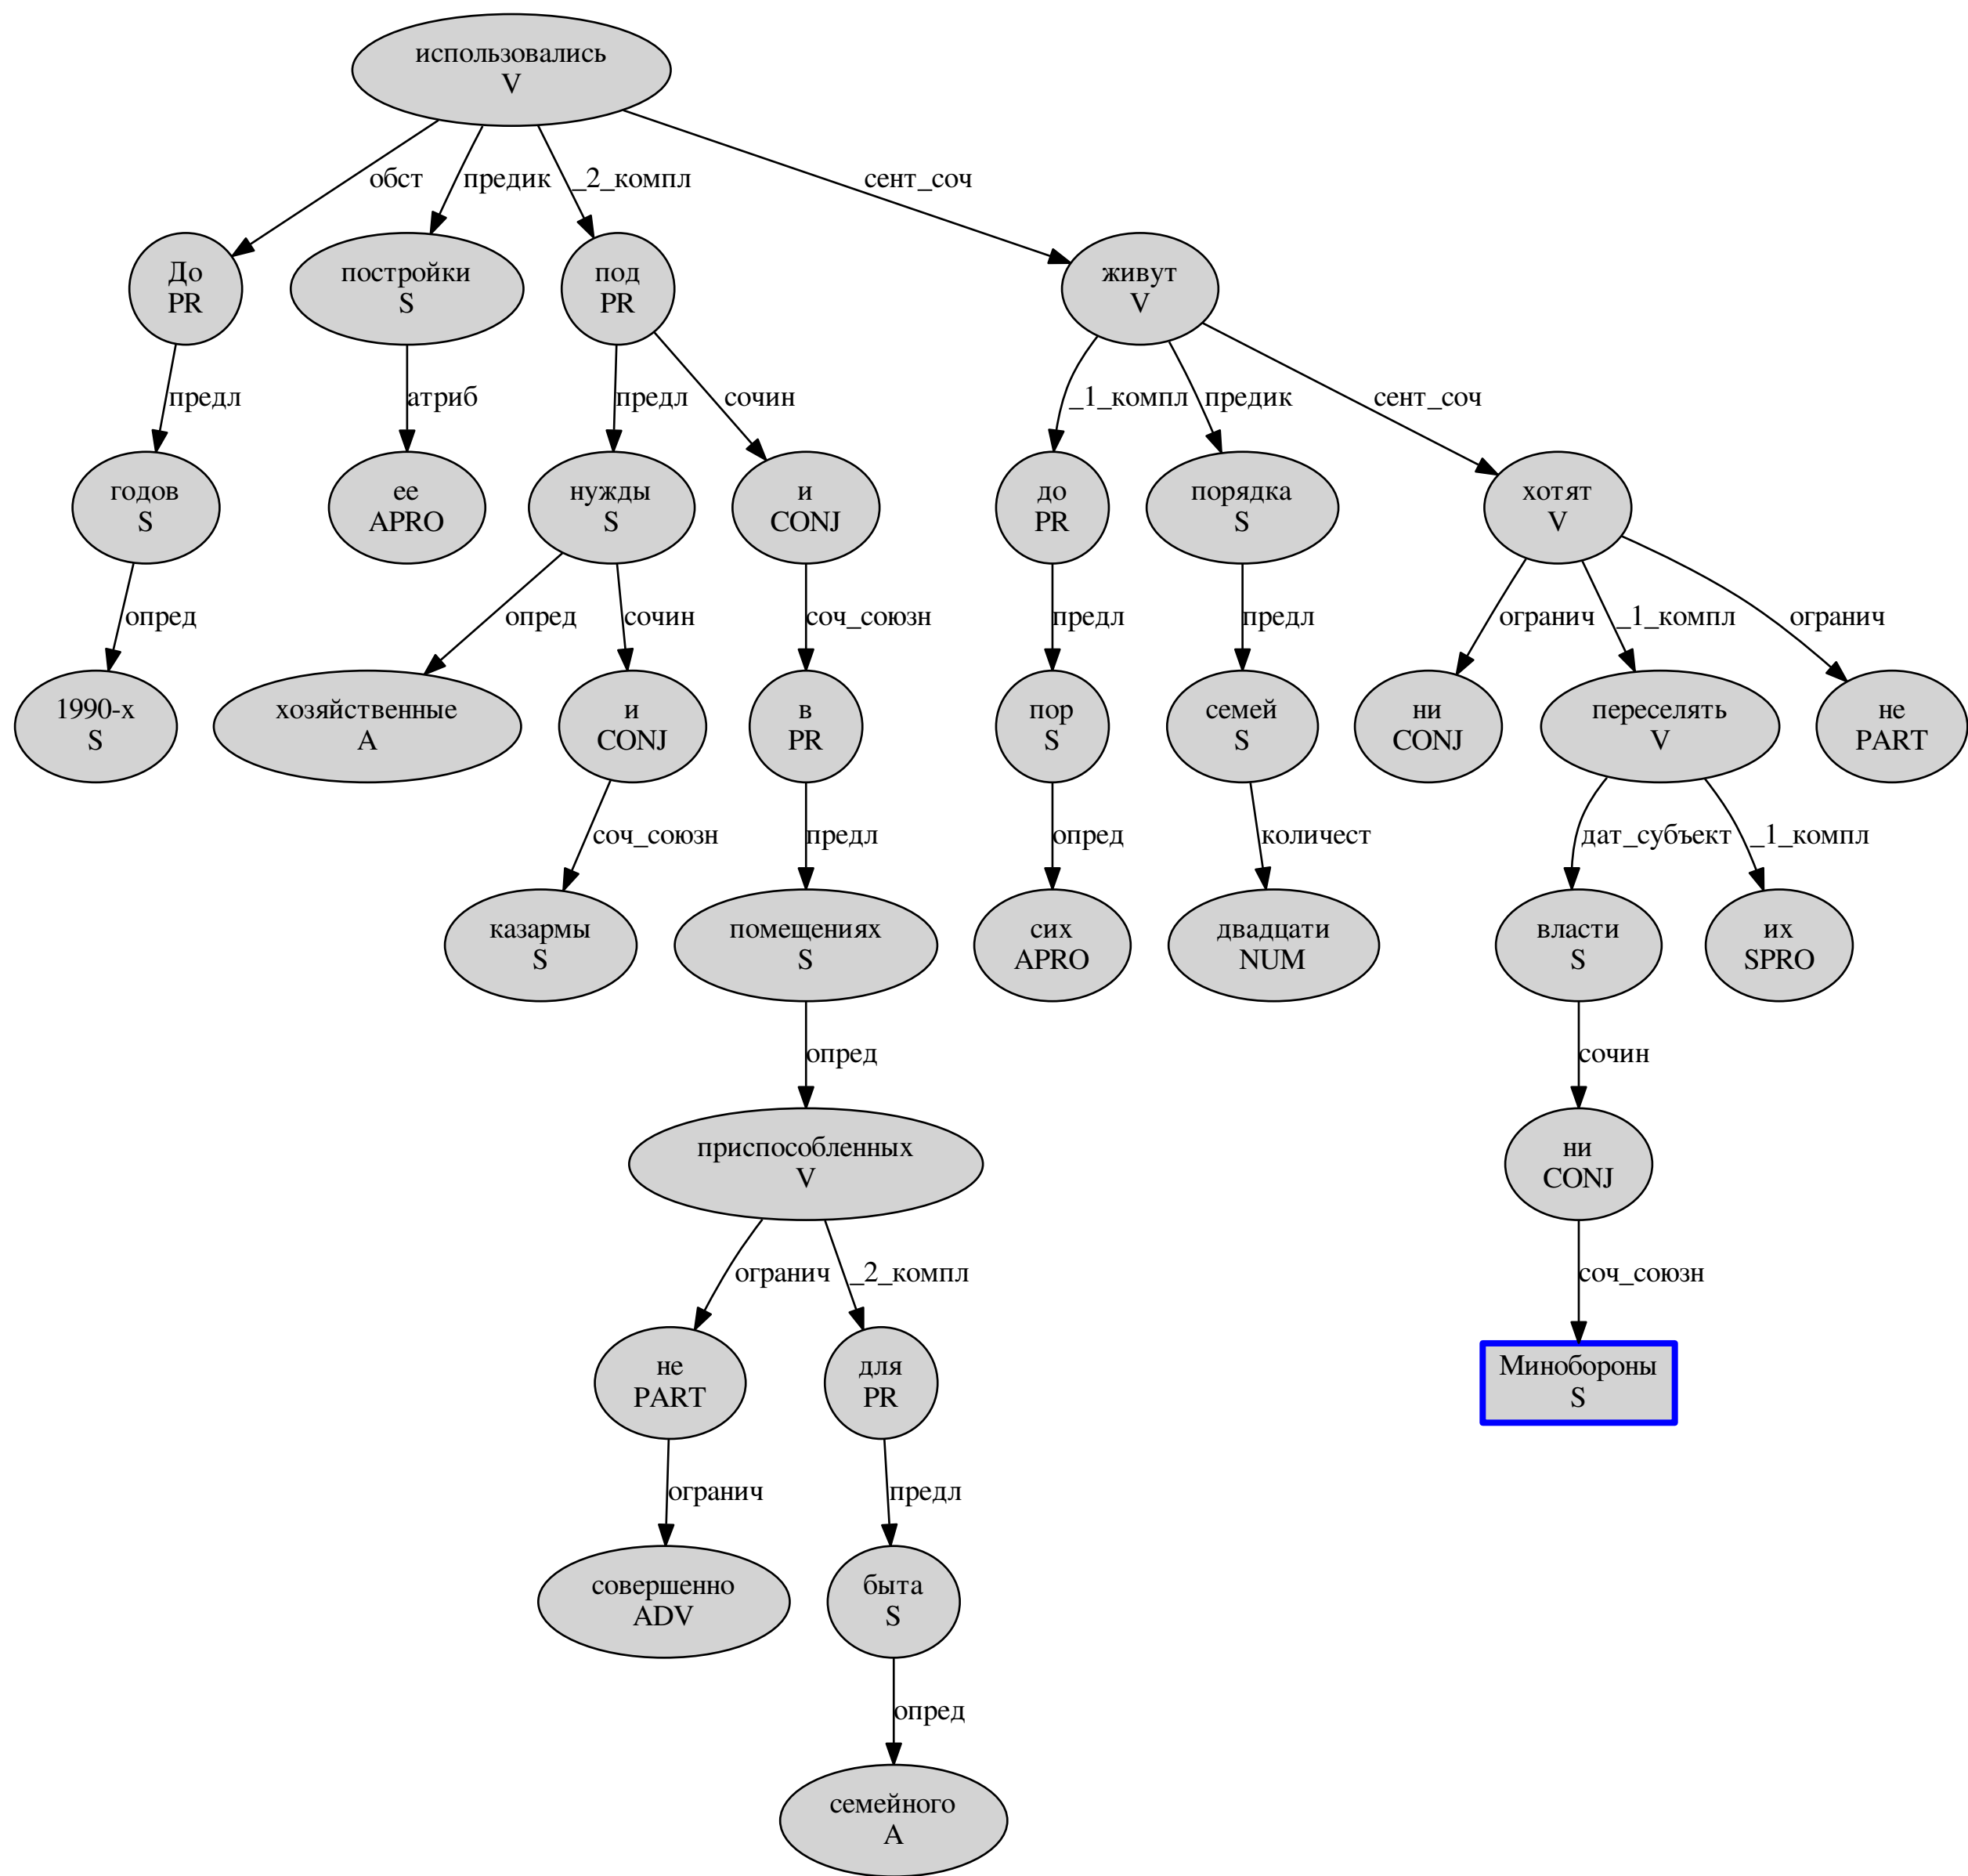 использовались
V
обст
предик
_2_компл
сент_соч
До
PR
постройки
S
под
PR
живут
V
предл
атриб
предл
сочин
_1_компл
предик
сент_соч
годов
S
ее
APRO
нужды
S
и
CONJ
до
PR
порядка
S
хотят
V
опред
опред
сочин
соч_союзн
предл
предл
огранич
_1_компл
огранич
1990-х
S
хозяйственные
A
и
CONJ
в
PR
пор
S
семей
S
ни
CONJ
переселять
V
не
PART
соч_союзн
предл
опред
количест
дат_субъект
_1_компл
казармы
S
помещениях
S
сих
APRO
двадцати
NUM
власти
S
их
SPRO
опред
сочин
приспособленных
V
ни
CONJ
огранич
_2_компл
соч_союзн
не
PART
для
PR
Минобороны
S
огранич
предл
совершенно
ADV
быта
S
опред
семейного
A